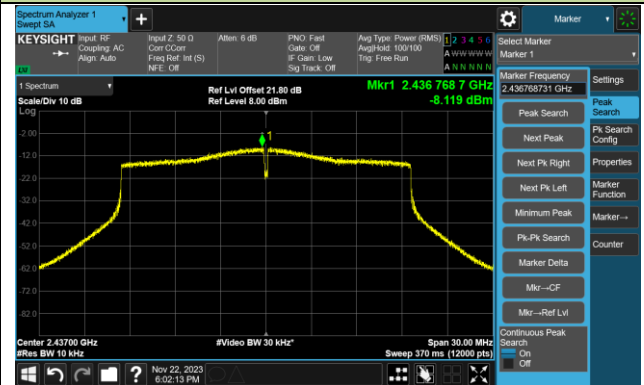 Spectrum Analyzer 1
Swept SA
+
Marker
KEYSIGHT
Input: RF
Coupling: AC
Align: Auto
Input Z: 50 Ω
Corr CCorr
Freq Ref: Int (S)
NFE: Off
Atten: 6 dB
PNO: Fast
Gate: Off
IF Gain: Low
Sig Track: Off
Avg Type: Power (RMS)
Avg|Hold: 100/100
Trig: Free Run
1 2 3 4 5 6
A W W W W W
A N N N N N
Select Marker
Marker 1
1 Spectrum
Scale/Div 10 dB
Log
Ref Lvl Offset 21.80 dB
Ref Level 8.00 dBm
Mkr1 2.436 768 7 GHz
-8.119 dBm
1
-2.00
-12.0
-22.0
-32.0
-42.0
-52.0
-62.0
-72.0
-82.0
Center 2.43700 GHz
#Res BW 10 kHz
#Video BW 30 kHz*
Span 30.00 MHz
Sweep 370 ms (12000 pts)
Marker Frequency
2.436768731 GHz
Peak Search
Next Peak
Next Pk Right
Next Pk Left
Minimum Peak
Pk-Pk Search
Marker Delta
Mkr→CF
Mkr→Ref Lvl
Continuous Peak
Search
On
Off
Settings
Peak
Search
Pk Search
Config
Properties
Marker
Function
Marker→
Counter
?
Nov 22, 2023
6:02:13 PM